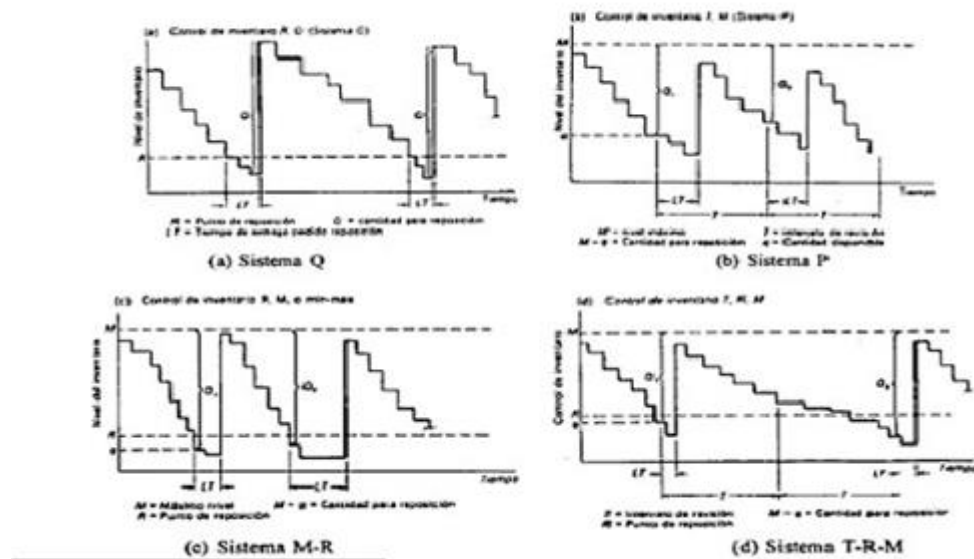 (a) Control de inventario R, Q (Sistema Q)
Nivel de inventario
Q
Q
R
LT
LT
Tiempo
R = Punto de reposición Q = cantidad para reposición
LT = Tiempo de entrega pedido reposición
(a) Sistema Q
(b) Control de inventario T, M (Sistema P)
Nivel del inventario
M
q
LT
LT
T
T
Tiempo
M = nivel máximo T = intervalo de revisión
M - q = Cantidad para reposición q = Cantidad disponible
(b) Sistema P
(c) Control de inventario R, M, o min-max
Nivel del inventario
M
R
q
LT
LT
Tiempo
M = Máximo nivel M - q = Cantidad para reposición
R = Punto de reposición
(c) Sistema M-R
(d) Control de inventario T, R, M
Control de inventario
M
R
q
LT
LT
T
T
Tiempo
= Intervalo de revisión M - q = Cantidad para reposición
R = Punto de reposición
(d) Sistema T-R-M